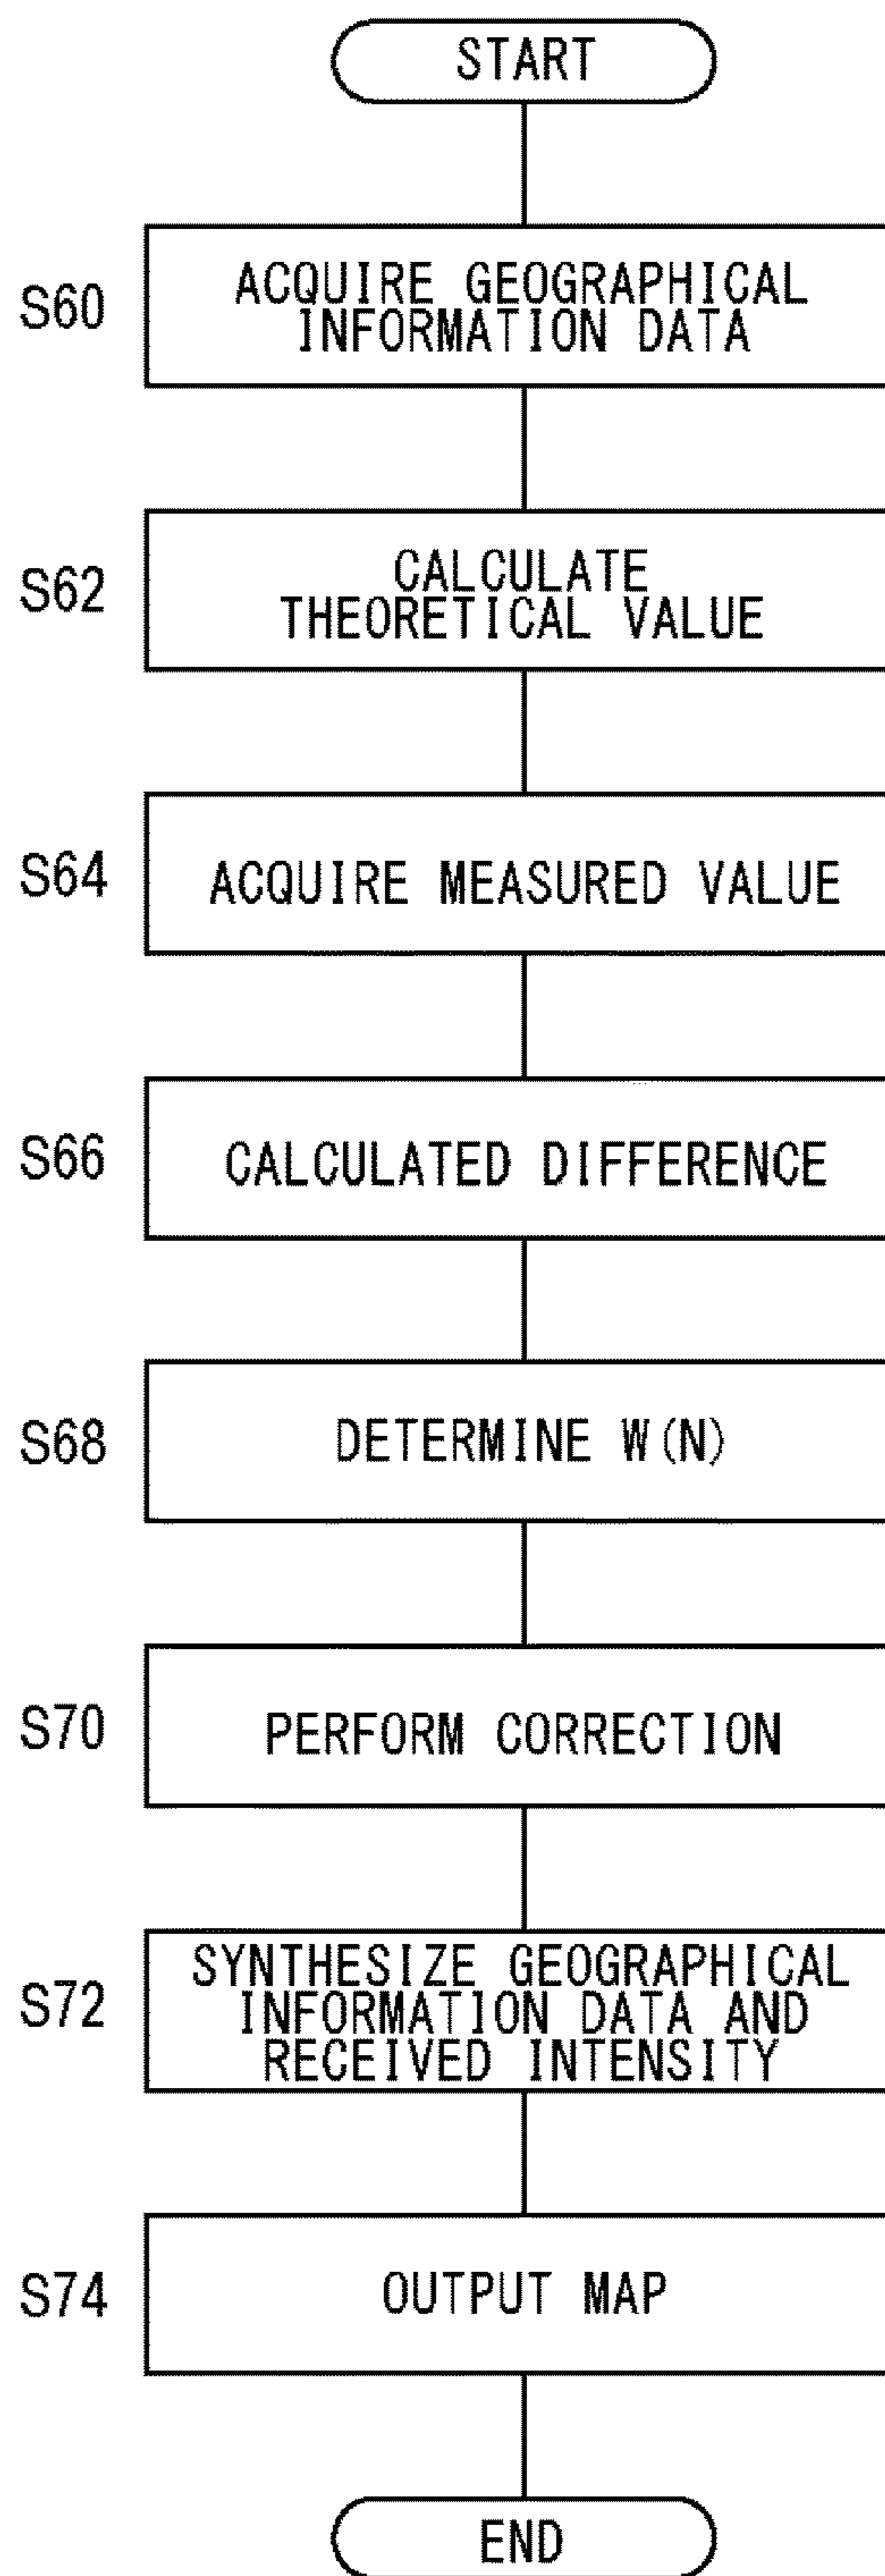 START
S60
ACQUIRE GEOGRAPHICAL
INFORMATION DATA
S62
CALCULATE
THEORETICAL VALUE
S64
ACQUIRE MEASURED VALUE
S66
CALCULATED DIFFERENCE
S68
DETERMINE W(N)
S70
PERFORM CORRECTION
S72
SYNTHESIZE GEOGRAPHICAL
INFORMATION DATA AND
RECEIVED INTENSITY
S74
OUTPUT MAP
END